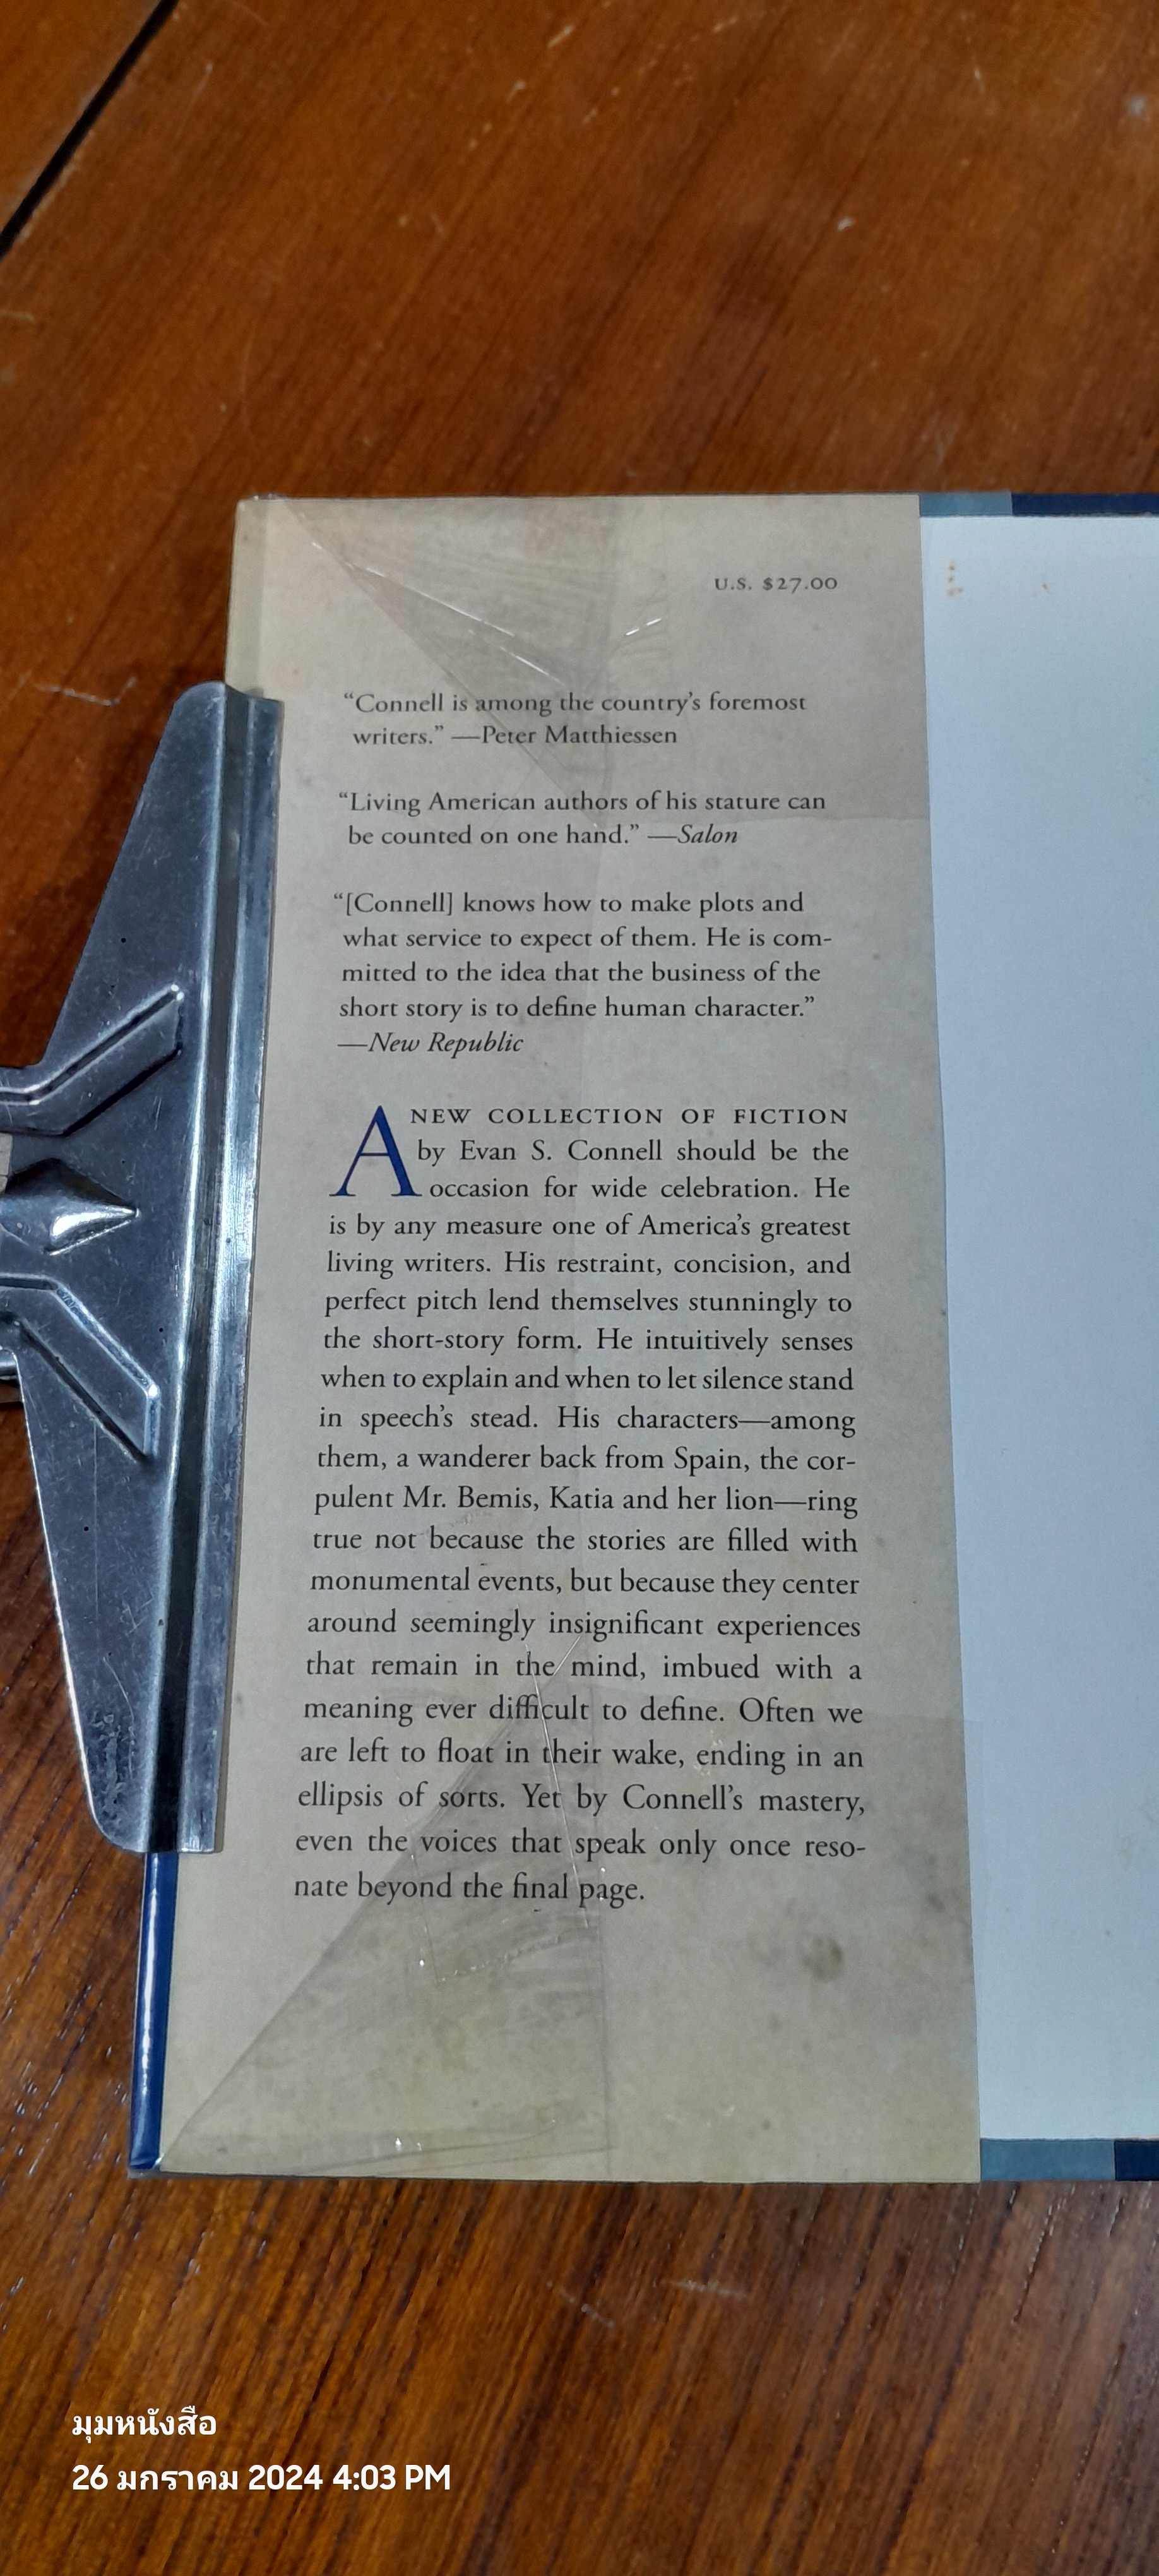 U.S. $27.00
“Connell is among the country’s foremost
writers.” —Peter Matthiessen
“Living American authors of his stature can
be counted on one hand.” —Salon
“[Connell] knows how to make plots and
what service to expect of them. He is com-
mitted to the idea that the business of the
short story is to define human character.”
—New Republic
A NEW COLLECTION OF FICTION
by Evan S. Connell should be the
occasion for wide celebration. He
is by any measure one of America’s greatest
living writers. His restraint, concision, and
perfect pitch lend themselves stunningly to
the short-story form. He intuitively senses
when to explain and when to let silence stand
in speech’s stead. His characters—among
them, a wanderer back from Spain, the cor-
pulent Mr. Bemis, Katia and her lion—ring
true not because the stories are filled with
monumental events, but because they center
around seemingly insignificant experiences
that remain in the mind, imbued with a
meaning ever difficult to define. Often we
are left to float in their wake, ending in an
ellipsis of sorts. Yet by Connell’s mastery,
even the voices that speak only once reso-
nate beyond the final page.
มุมหนังสือ
26 มกราคม 2024 4:03 PM